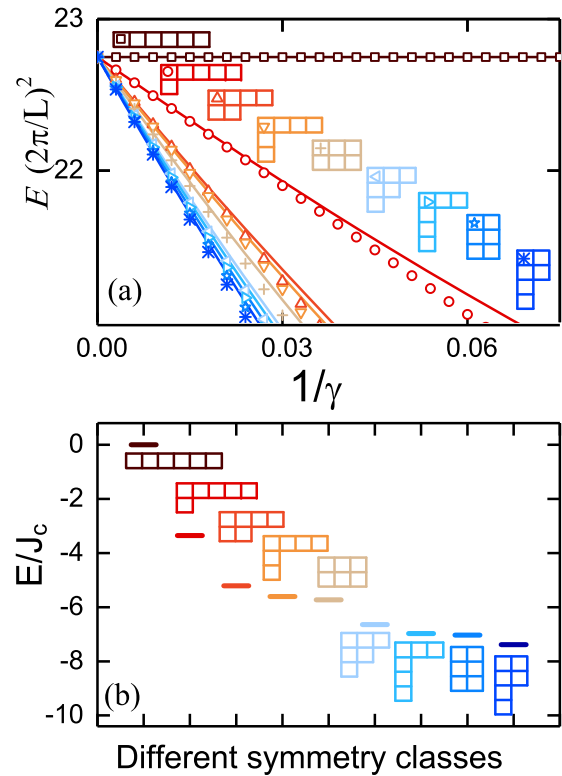 23
22
E (2π/L)²
(a)
0.00 0.03 0.06
1/γ
0
-2
-4
-6
-8
-10
E/J_c
(b)
Different symmetry classes